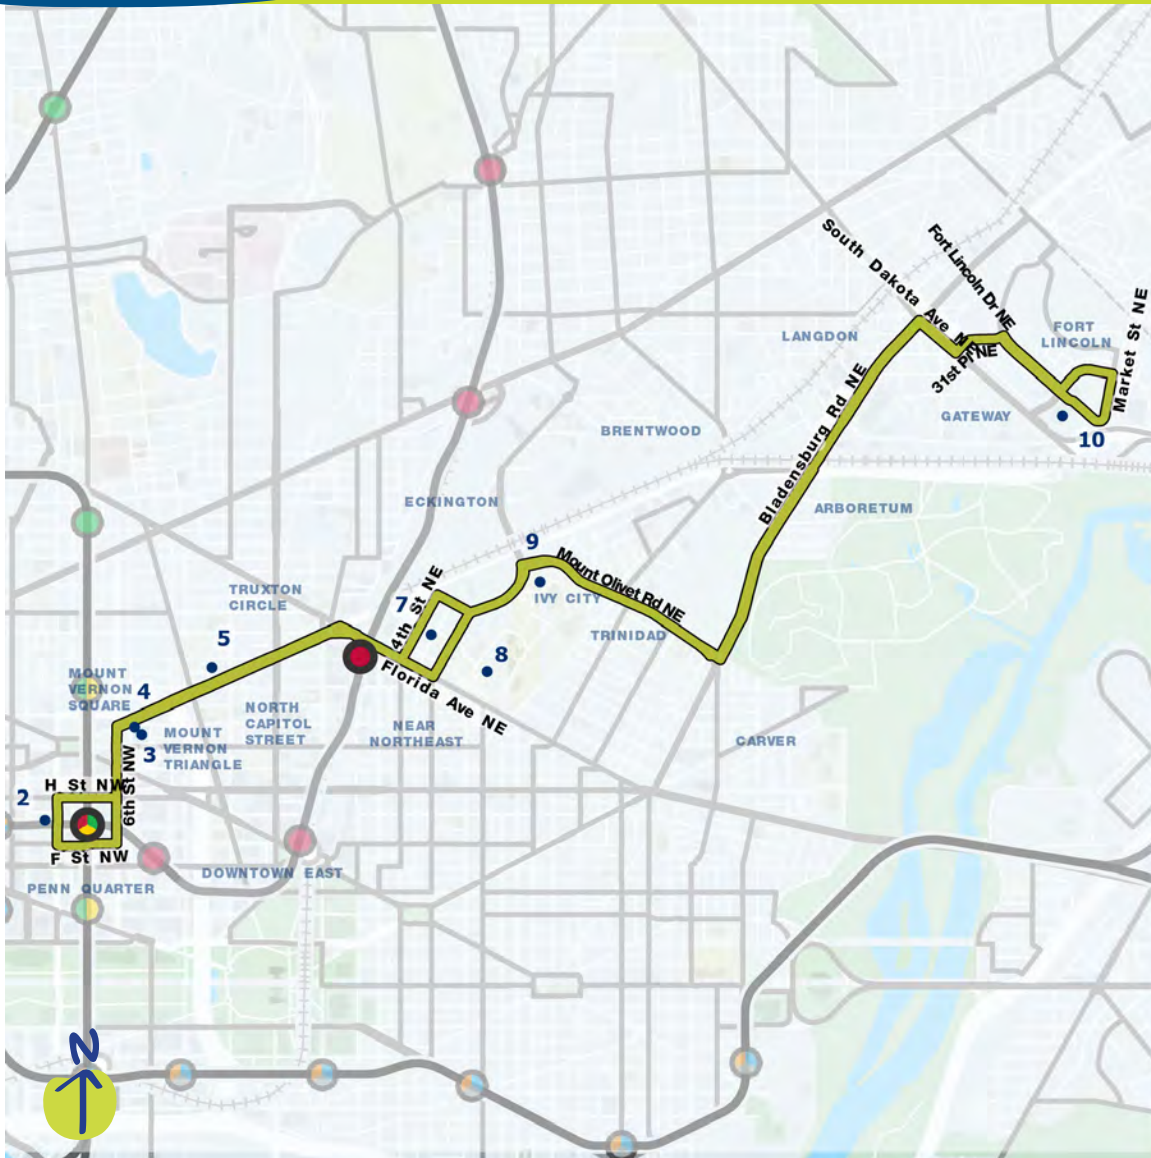 South Dakota Ave NE
Fort Lincoln Dr NE
Market St NE
FORT
LINCOLN
LANGDON
31st Pl NE
GATEWAY
10
BRENTWOOD
Bladensburg Rd NE
ECKINGTON
ARBORETUM
9
Mount Olivet Rd NE
IVY CITY
TRUXTON
CIRCLE
7
4th St NE
TRINIDAD
5
8
MOUNT
VERNON
SQUARE
4
Florida Ave NE
NORTH
CAPITOL
STREET
NEAR
NORTHEAST
MOUNT
VERNON
TRIANGLE
3
CARVER
H St NW
6th St NW
2
F St NW
DOWNTOWN EAST
PENN QUARTER
N